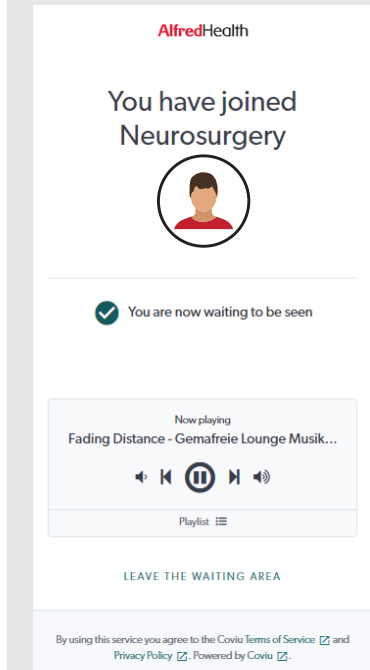 AlfredHealth
You have joined
Neurosurgery
You are now waiting to be seen
Now playing
Fading Distance - Gemafreie Lounge Musik...
Playlist
LEAVE THE WAITING AREA
By using this service you agree to the Coviu Terms of Service and
Privacy Policy . Powered by Coviu .